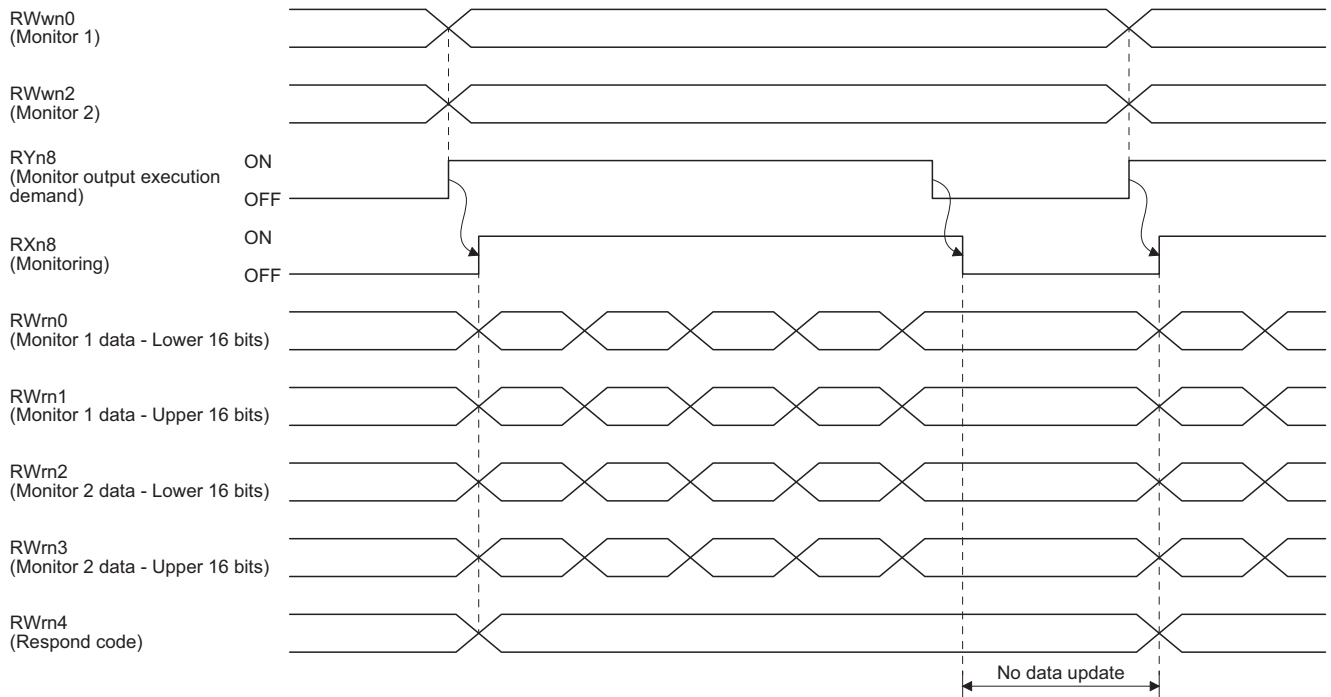 RWwn0
(Monitor 1)
RWwn2
(Monitor 2)
RYn8
(Monitor output execution
demand)
ON
OFF
RXn8
(Monitoring)
ON
OFF
RWrn0
(Monitor 1 data - Lower 16 bits)
RWrn1
(Monitor 1 data - Upper 16 bits)
RWrn2
(Monitor 2 data - Lower 16 bits)
RWrn3
(Monitor 2 data - Upper 16 bits)
RWrn4
(Respond code)
No data update